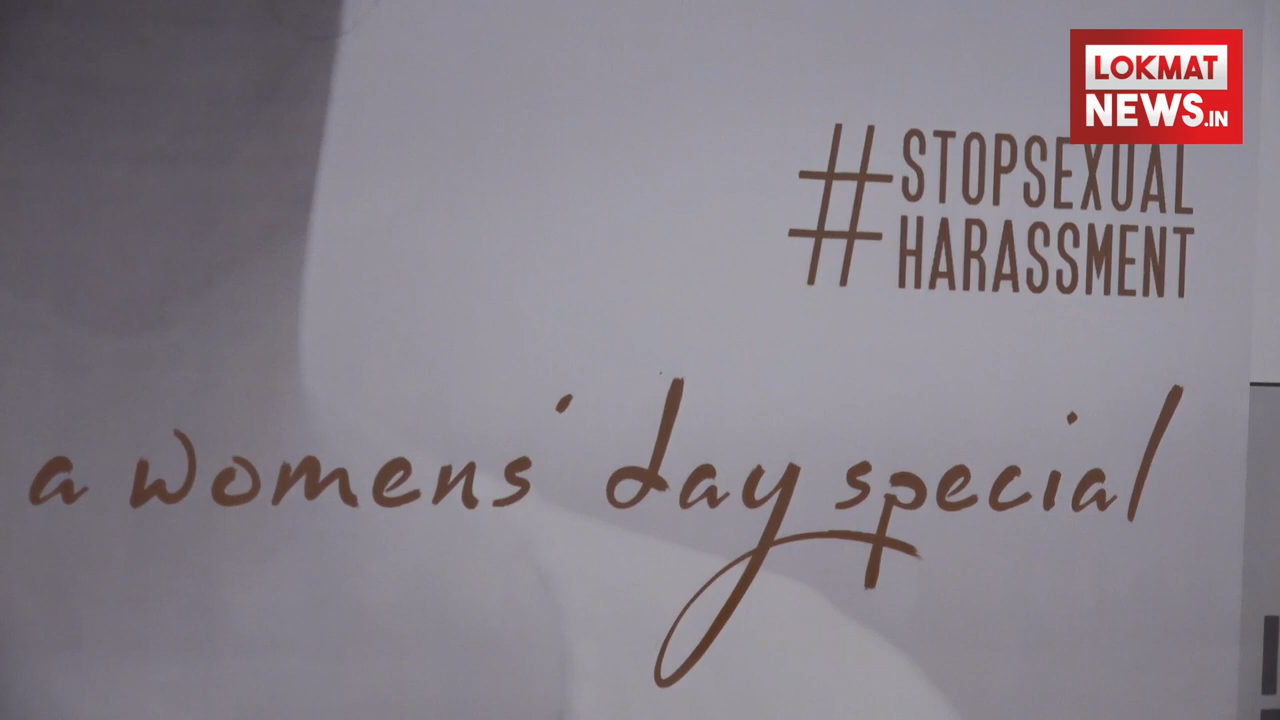 LOKMAT
NEWS.IN
#STOPSEXUAL
HARASSMENT
a womens' day special